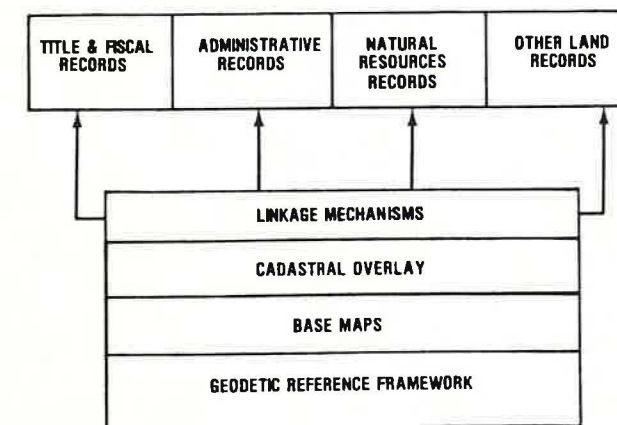 TITLE & FISCAL
RECORDS
ADMINISTRATIVE
RECORDS
NATURAL
RESOURCES
RECORDS
OTHER LAND
RECORDS
LINKAGE MECHANISMS
CADASTRAL OVERLAY
BASE MAPS
GEODETIC REFERENCE FRAMEWORK